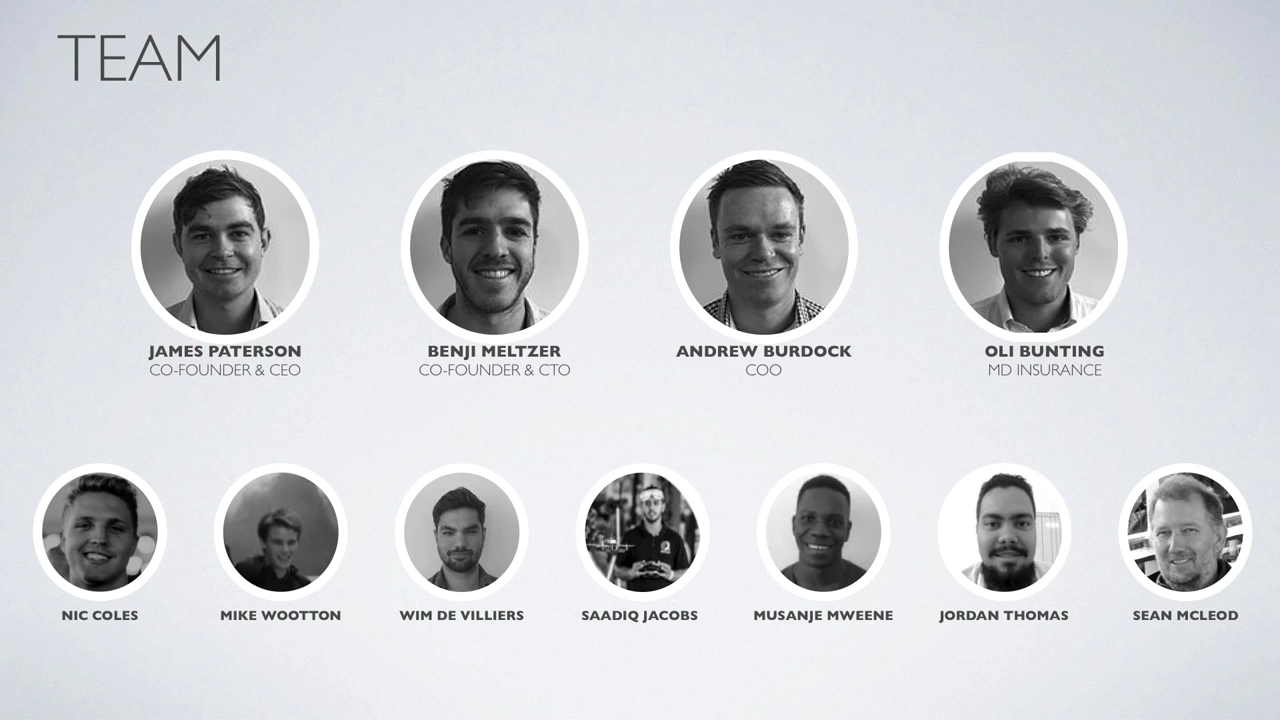 TEAM
JAMES PATERSON
CO-FOUNDER & CEO
BENJI MELTZER
CO-FOUNDER & CTO
ANDREW BURDOCK
COO
OLI BUNTING
MD INSURANCE
NIC COLES
MIKE WOOTTON
WIM DE VILLIERS
SAADIQ JACOBS
MUSANJE MWEENE
JORDAN THOMAS
SEAN MCLEOD